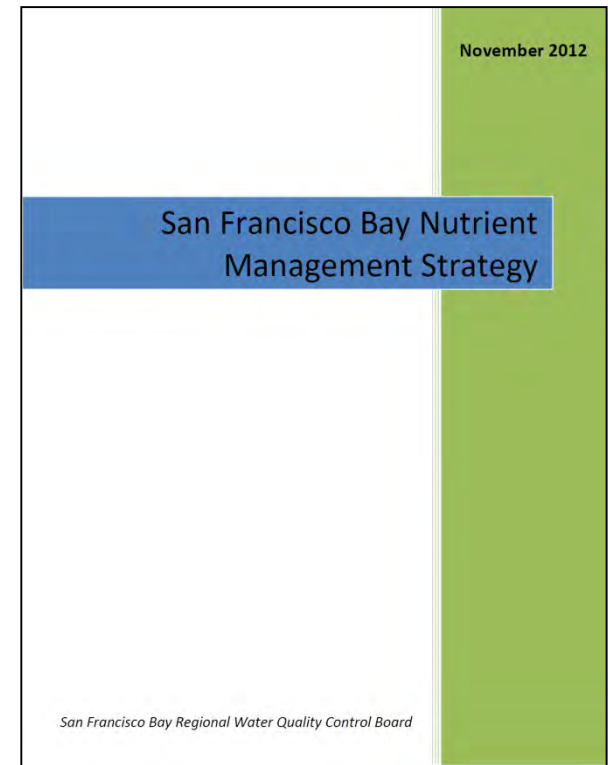 November 2012
San Francisco Bay Nutrient
Management Strategy
San Francisco Bay Regional Water Quality Control Board